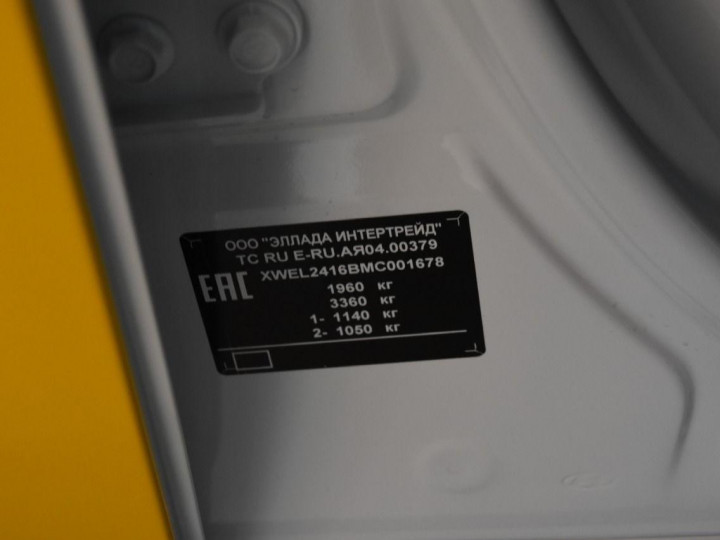 ООО "ЭЛЛАДА ИНТЕРТРЕЙД"
ТС RU E-RU.АЯ04.00379
XWEL2416BMC001678
EAC
1960 кг
3360 кг
1- 1140 кг
2- 1050 кг